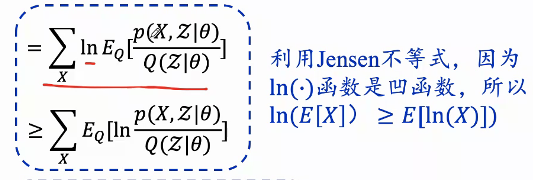 = ∑_X ln E_Q[p(X, Z|θ)/Q(Z|θ)]
≥ ∑_X E_Q[ln p(X, Z|θ)/Q(Z|θ)]
利用Jensen不等式，因为
ln(·)函数是凹函数，所以
ln(E[X]) ≥ E[ln(X)])